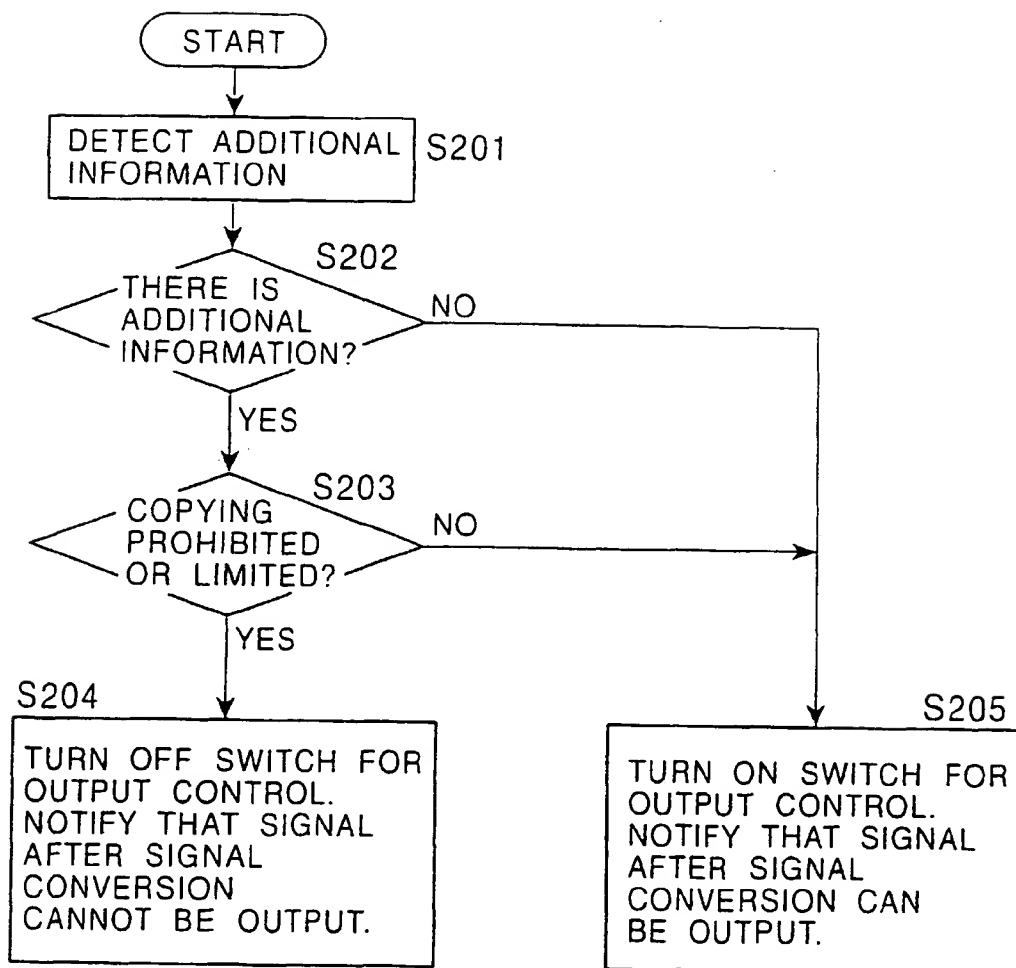 START
DETECT ADDITIONAL
INFORMATION
S201
S202
THERE IS
ADDITIONAL
INFORMATION?
NO
YES
S203
COPYING
PROHIBITED
OR LIMITED?
NO
YES
S204
TURN OFF SWITCH FOR
OUTPUT CONTROL.
NOTIFY THAT SIGNAL
AFTER SIGNAL
CONVERSION
CANNOT BE OUTPUT.
S205
TURN ON SWITCH FOR
OUTPUT CONTROL.
NOTIFY THAT SIGNAL
AFTER SIGNAL
CONVERSION CAN
BE OUTPUT.